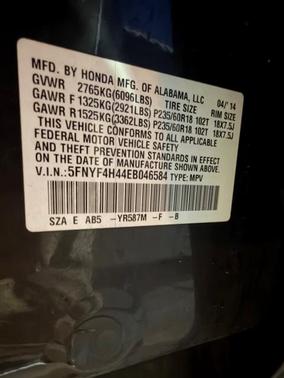 MFD. BY HONDA MFG. OF ALABAMA, LLC 04/'14
GVWR 2765KG(6096LBS) TIRE SIZE RIM SIZE
GAWR F 1325KG(2921LBS) P235/60R18 102T 18X7.5J
GAWR R1525KG(3362LBS) P235/60R18 102T 18X7.5J
THIS VEHICLE CONFORMS TO ALL APPLICABLE
FEDERAL MOTOR VEHICLE SAFETY
AND THEFT PREVENTION STANDARDS IN EFFECT
ON THE DATE OF MANUFACTURE SHOWN ABOVE.
V.I.N.: 5FNYF4H44EB046584 TYPE: MPV
SZA E AB5 -YR587M -F -B